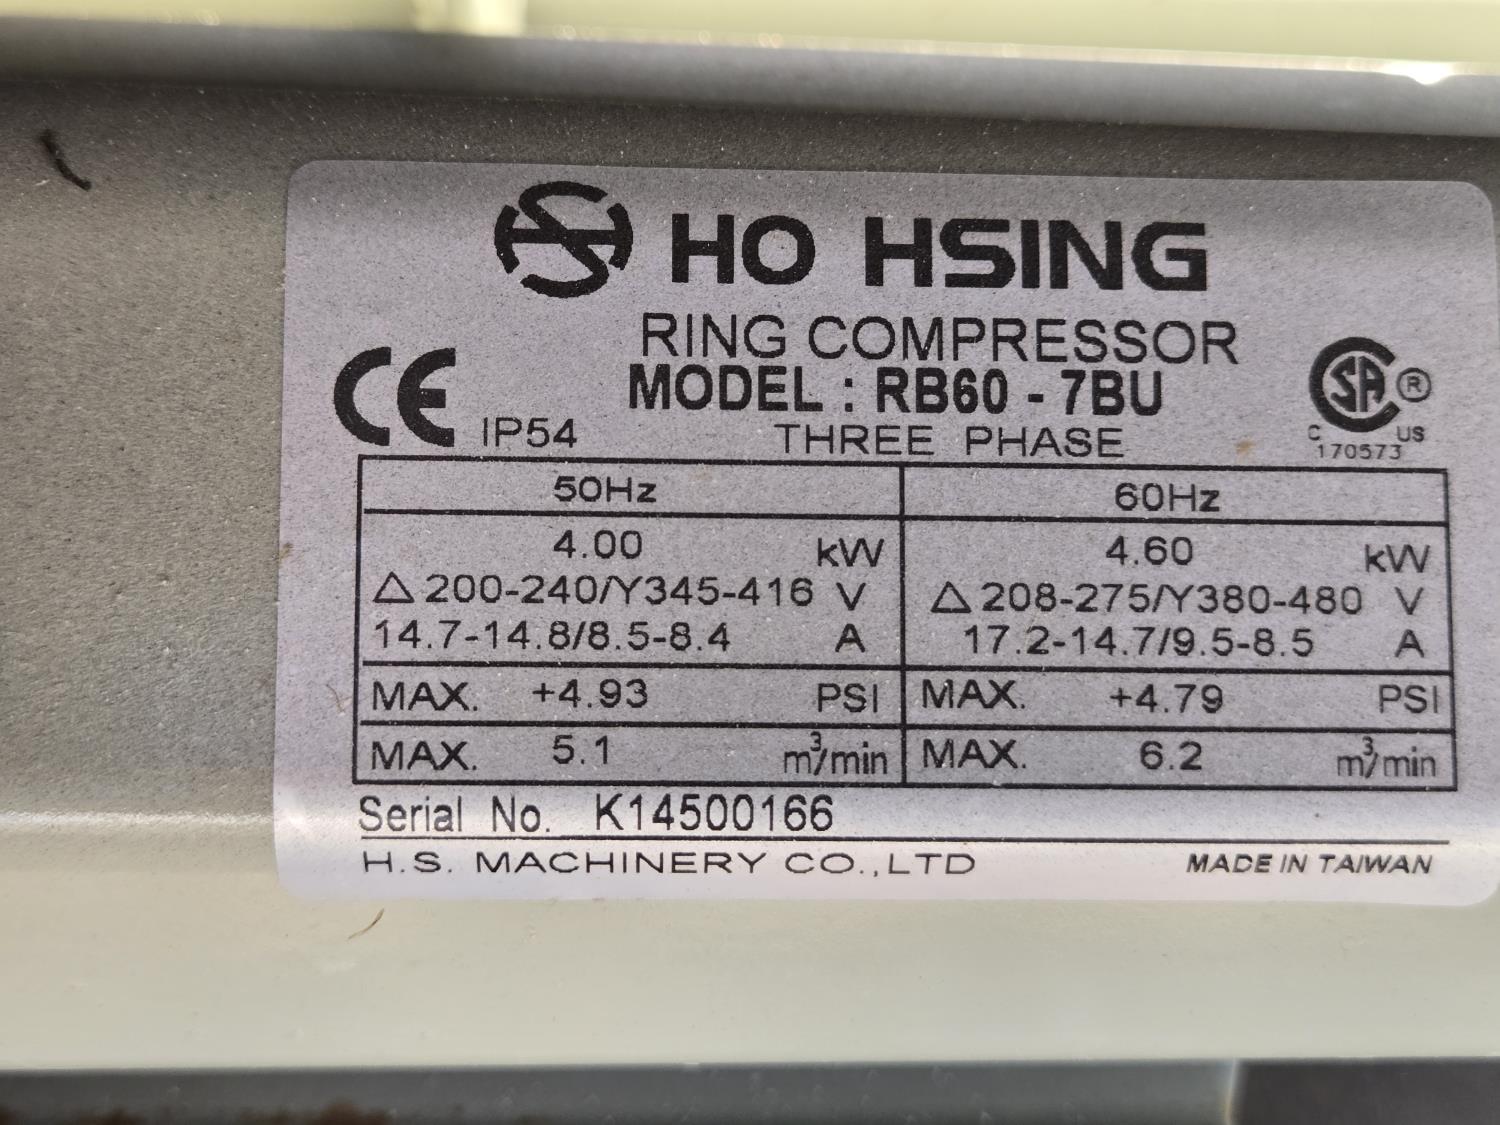 HO HSING
RING COMPRESSOR
MODEL : RB60 - 7BU
CE IP54
THREE PHASE
SA ®
C US
170573
50Hz 60Hz
4.00 kW 4.60 kW
△200-240/Y345-416 V △208-275/Y380-480 V
14.7-14.8/8.5-8.4 A 17.2-14.7/9.5-8.5 A
MAX. +4.93 PSI MAX. +4.79 PSI
MAX. 5.1 m³/min MAX. 6.2 m³/min
Serial No. K14500166
H.S. MACHINERY CO.,LTD MADE IN TAIWAN